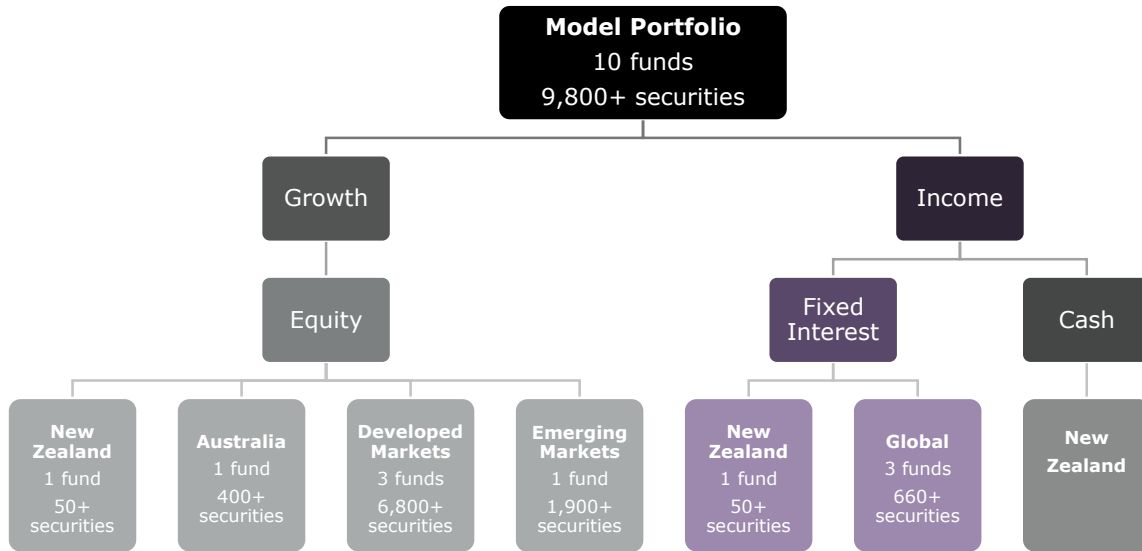 Model Portfolio
10 funds
9,800+ securities
Growth
Income
Equity
Fixed
Interest
Cash
New
Zealand
1 fund
50+
securities
Australia
1 fund
400+
securities
Developed
Markets
3 funds
6,800+
securities
Emerging
Markets
1 fund
1,900+
securities
New
Zealand
1 fund
50+
securities
Global
3 funds
660+
securities
New
Zealand